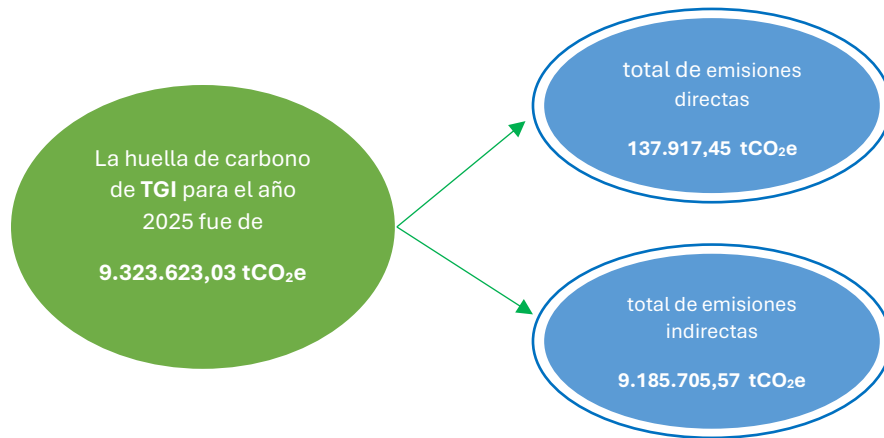 La huella de carbono
de TGI para el año
2025 fue de
9.323.623,03 tCO₂e
total de emisiones
directas
137.917,45 tCO₂e
total de emisiones
indirectas
9.185.705,57 tCO₂e